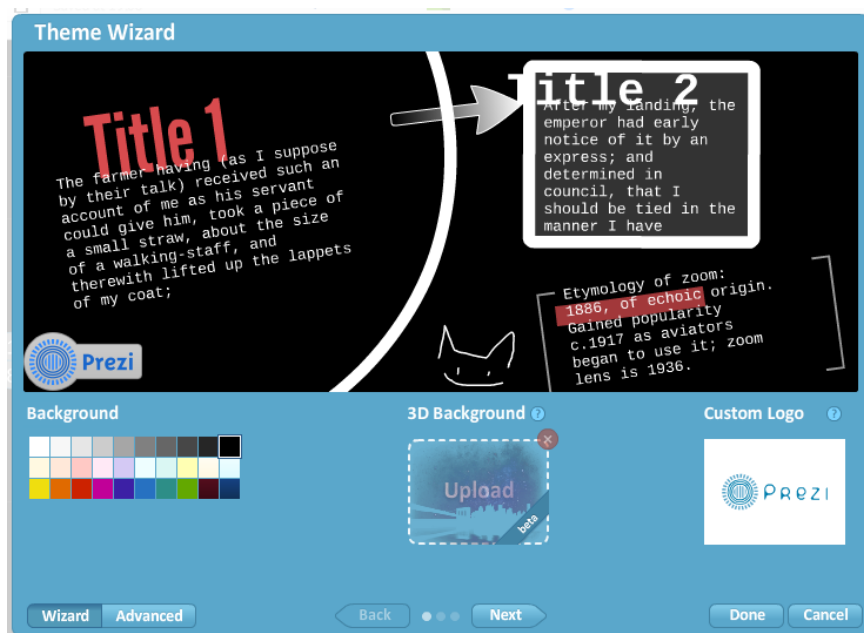 Theme Wizard
Title 1
The farmer having (as I suppose
by their talk) received such an
account of me as his servant
could give him, took a piece of
a small straw, about the size
of a walking-staff, and
therewith lifted up the lappets
of my coat;
Title 2
After my landing, the
emperor had early
notice of it by an
express; and
determined in
council, that I
should be tied in the
manner I have
Etymology of zoom:
1886, of echoic origin.
Gained popularity
c.1917 as aviators
began to use it; zoom
lens is 1936.
Prezi
Background
3D Background ?
Custom Logo ?
Upload
beta
PREZI
Wizard
Advanced
Back
Next
Done
Cancel